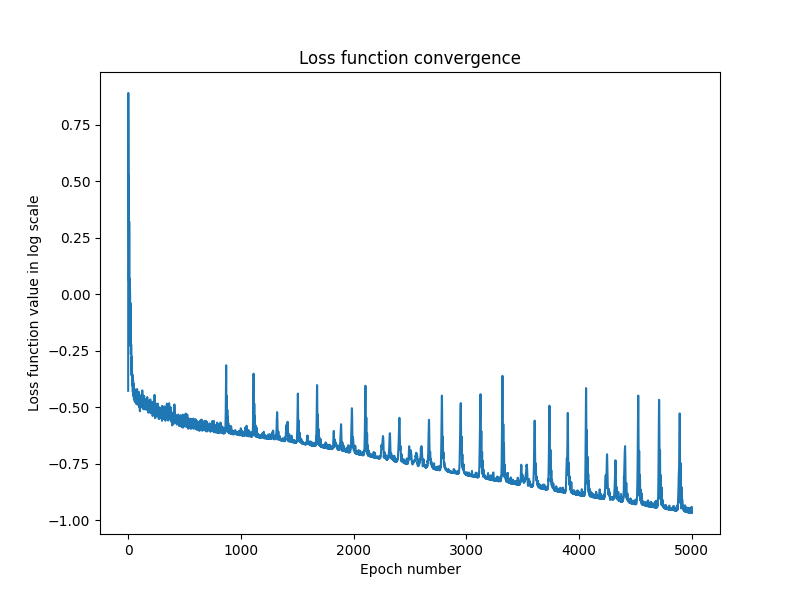 Loss function convergence
Loss function value in log scale
0.75
0.50
0.25
0.00
−0.25
−0.50
−0.75
−1.00
0 1000 2000 3000 4000 5000
Epoch number